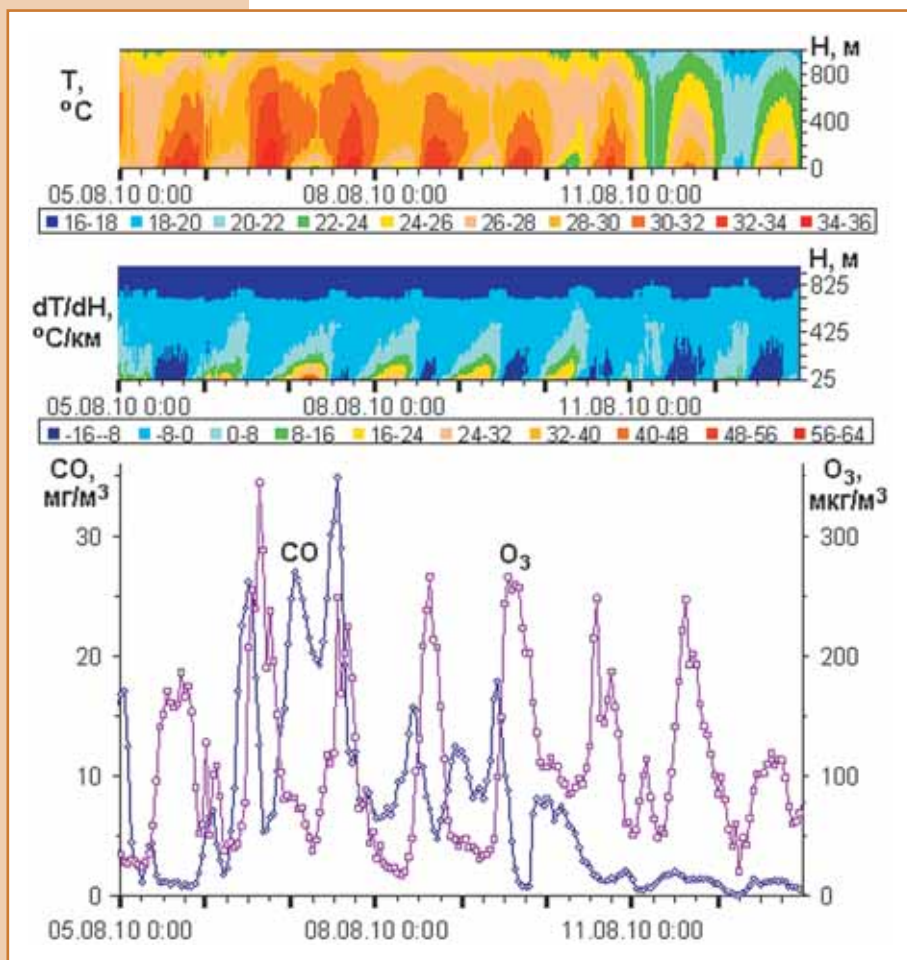 T,
°C
H, м
800
400
0
05.08.10 0:00 08.08.10 0:00 11.08.10 0:00
16-18 18-20 20-22 22-24 24-26 26-28 28-30 30-32 32-34 34-36
dT/dH,
°C/км
H, м
825
425
25
05.08.10 0:00 08.08.10 0:00 11.08.10 0:00
-16--8 -8-0 0-8 8-16 16-24 24-32 32-40 40-48 48-56 56-64
CO,
мг/м³
O₃,
мкг/м³
30 300
CO O₃
20 200
10 100
0 0
05.08.10 0:00 08.08.10 0:00 11.08.10 0:00